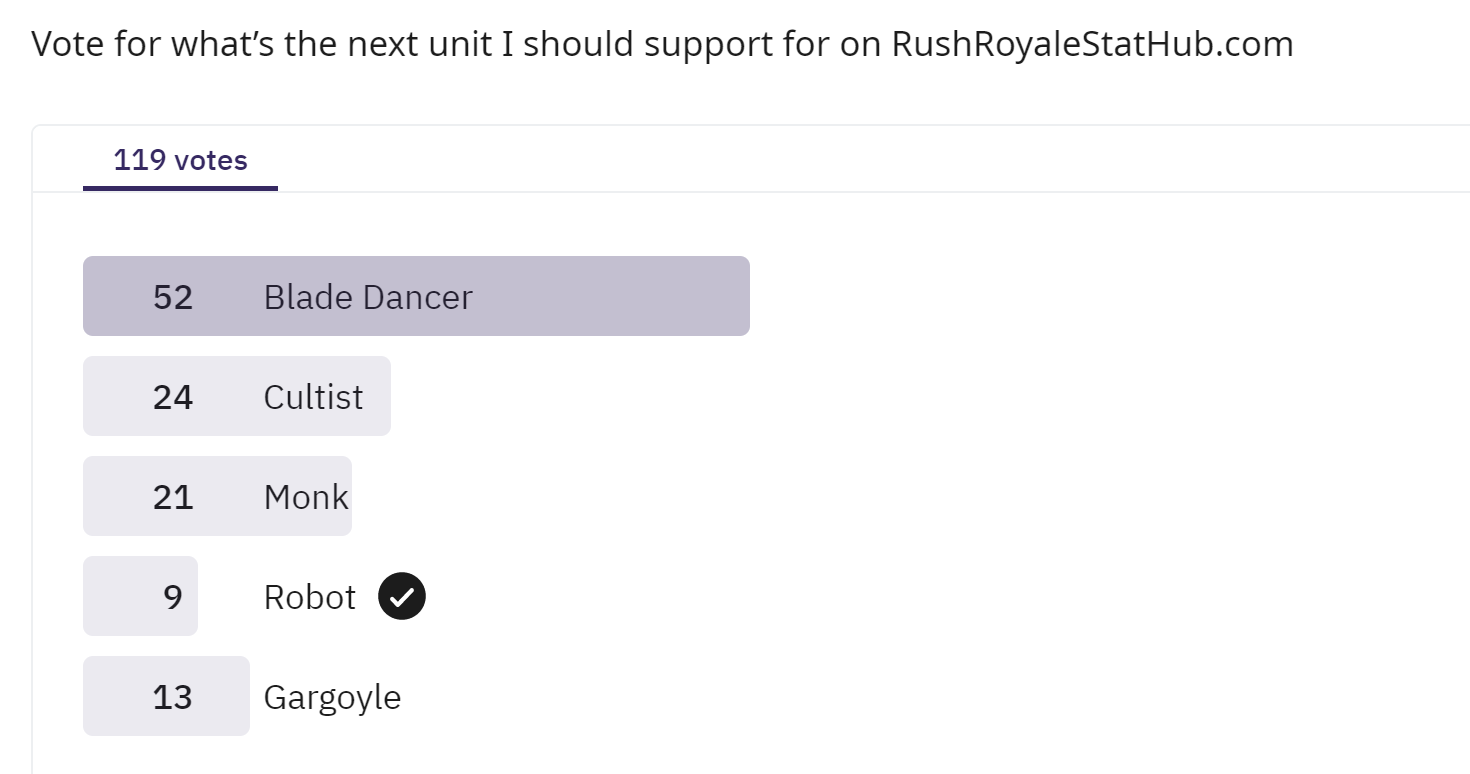 Vote for what’s the next unit I should support for on RushRoyaleStatHub.com
119 votes
52 Blade Dancer
24 Cultist
21 Monk
9 Robot
13 Gargoyle